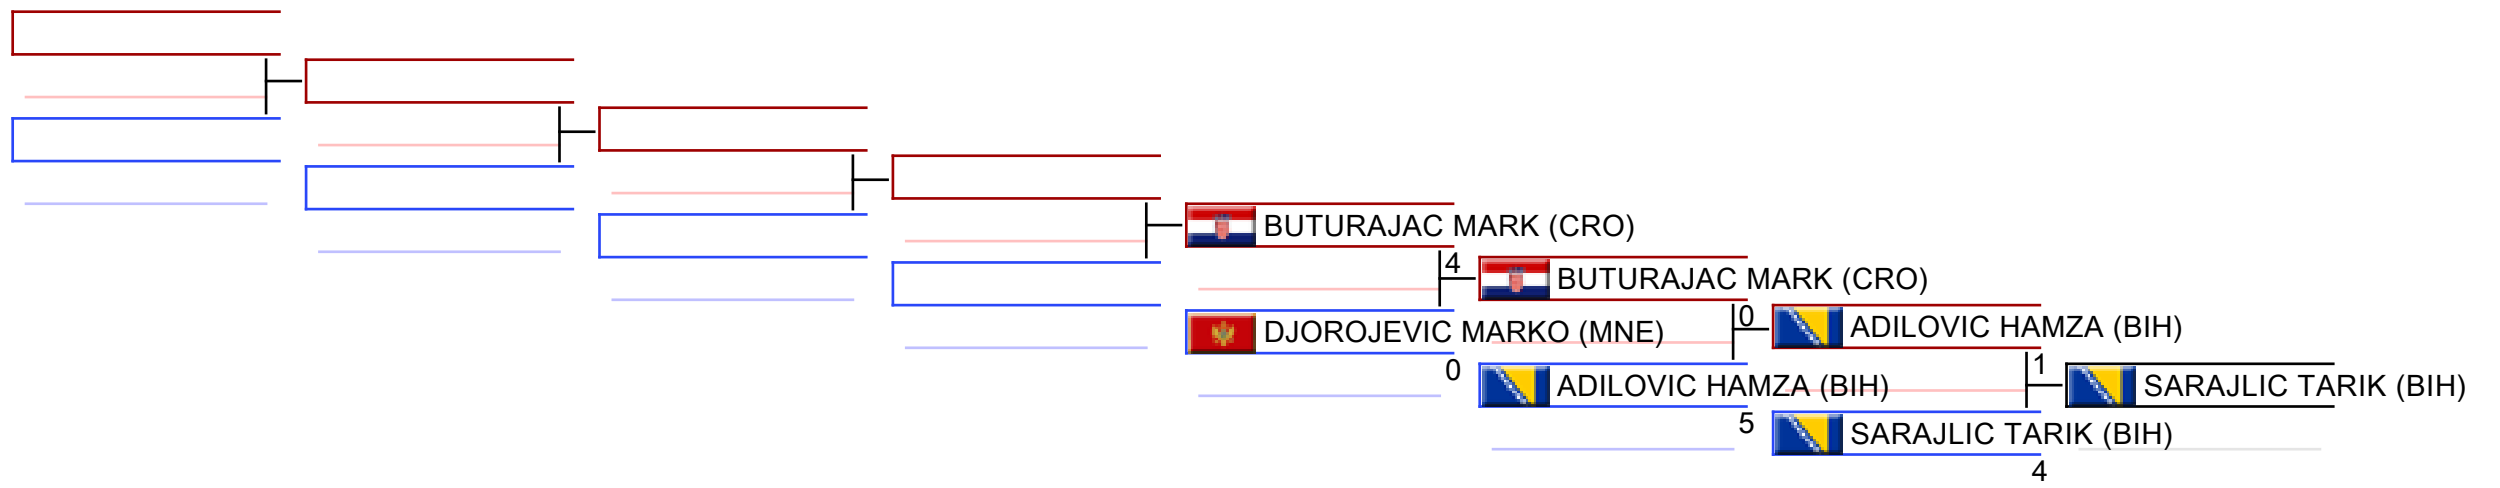 BUTURAJAC MARK (CRO)
4
BUTURAJAC MARK (CRO)
DJOROJEVIC MARKO (MNE)
0
0
ADILOVIC HAMZA (BIH)
ADILOVIC HAMZA (BIH)
5
1
SARAJLIC TARIK (BIH)
SARAJLIC TARIK (BIH)
4